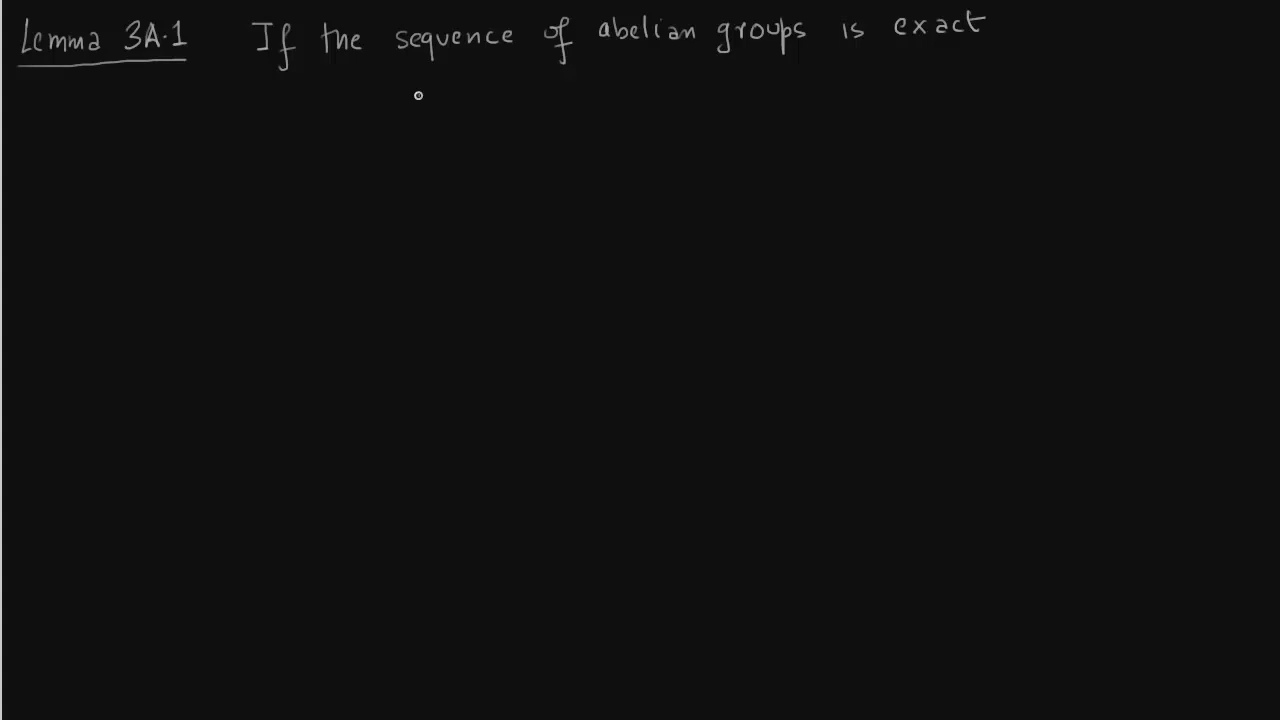 Lemma 3A.1 If the sequence of abelian groups is exact